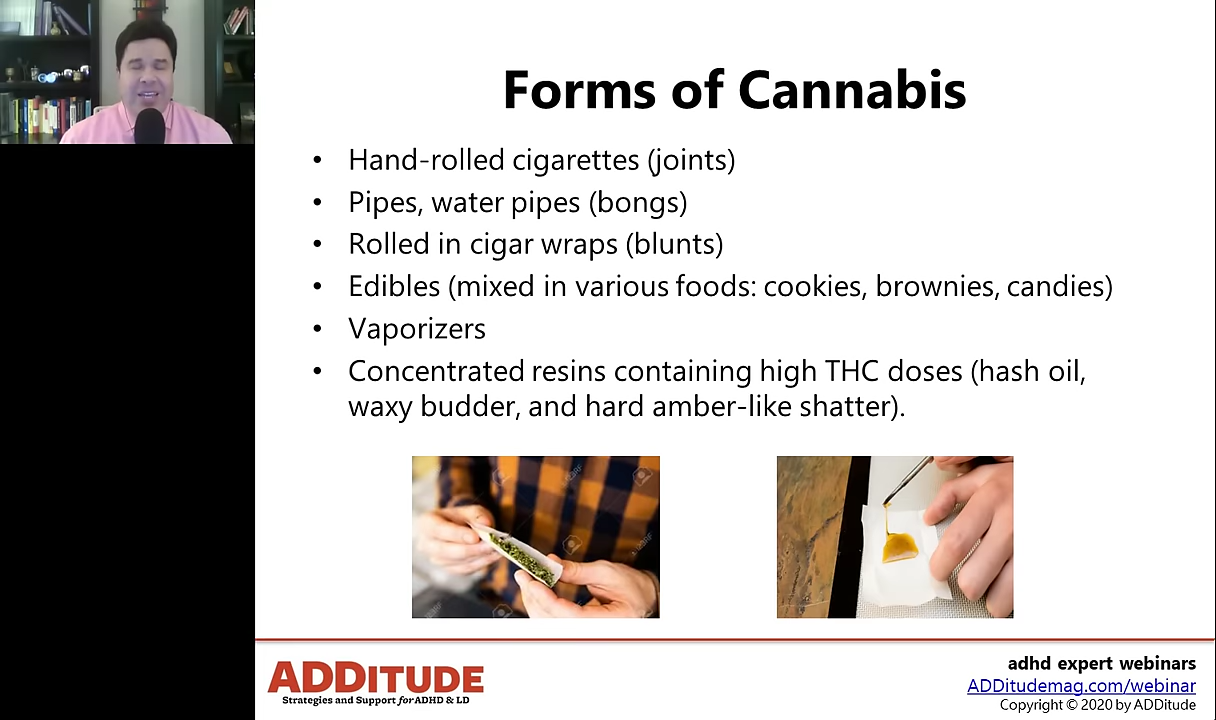 Forms of Cannabis
• Hand-rolled cigarettes (joints)
• Pipes, water pipes (bongs)
• Rolled in cigar wraps (blunts)
• Edibles (mixed in various foods: cookies, brownies, candies)
• Vaporizers
• Concentrated resins containing high THC doses (hash oil,
waxy budder, and hard amber-like shatter).
ADDITUDE
Strategies and Support for ADHD & LD
adhd expert webinars
ADDitudemag.com/webinar
Copyright © 2020 by ADDitude